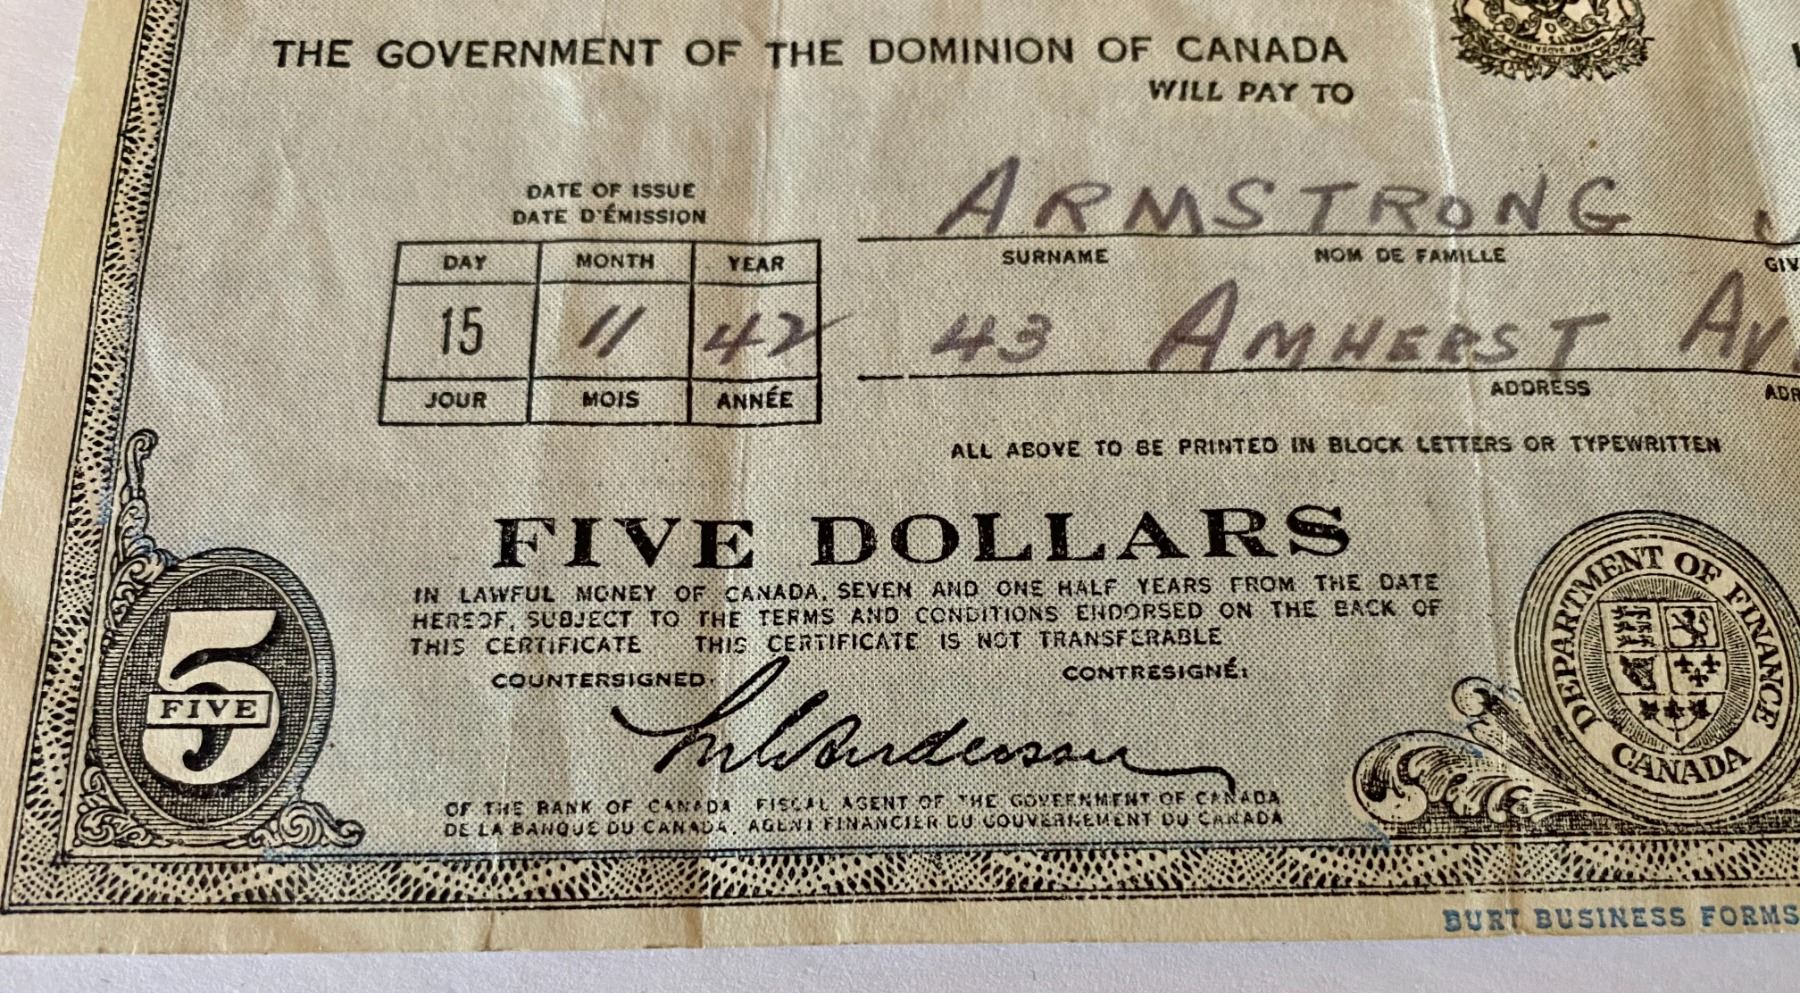 THE GOVERNMENT OF THE DOMINION OF CANADA
WILL PAY TO
DATE OF ISSUE
DATE D'ÉMISSION
ARMSTRONG
SURNAME NOM DE FAMILLE GIV
DAY MONTH YEAR
15 11 42
JOUR MOIS ANNÉE
43 AMHERST AV
ADDRESS ADR
ALL ABOVE TO BE PRINTED IN BLOCK LETTERS OR TYPEWRITTEN
FIVE DOLLARS
IN LAWFUL MONEY OF CANADA, SEVEN AND ONE HALF YEARS FROM THE DATE
HEREOF, SUBJECT TO THE TERMS AND CONDITIONS ENDORSED ON THE BACK OF
THIS CERTIFICATE THIS CERTIFICATE IS NOT TRANSFERABLE
COUNTERSIGNED. CONTRESIGNÉ:
5
FIVE
Anderson
OF THE BANK OF CANADA FISCAL AGENT OF THE GOVERNMENT OF CANADA
DE LA BANQUE DU CANADA, AGENT FINANCIER DU GOUVERNEMENT DU CANADA
DEPARTMENT OF FINANCE
CANADA
BURT BUSINESS FORMS